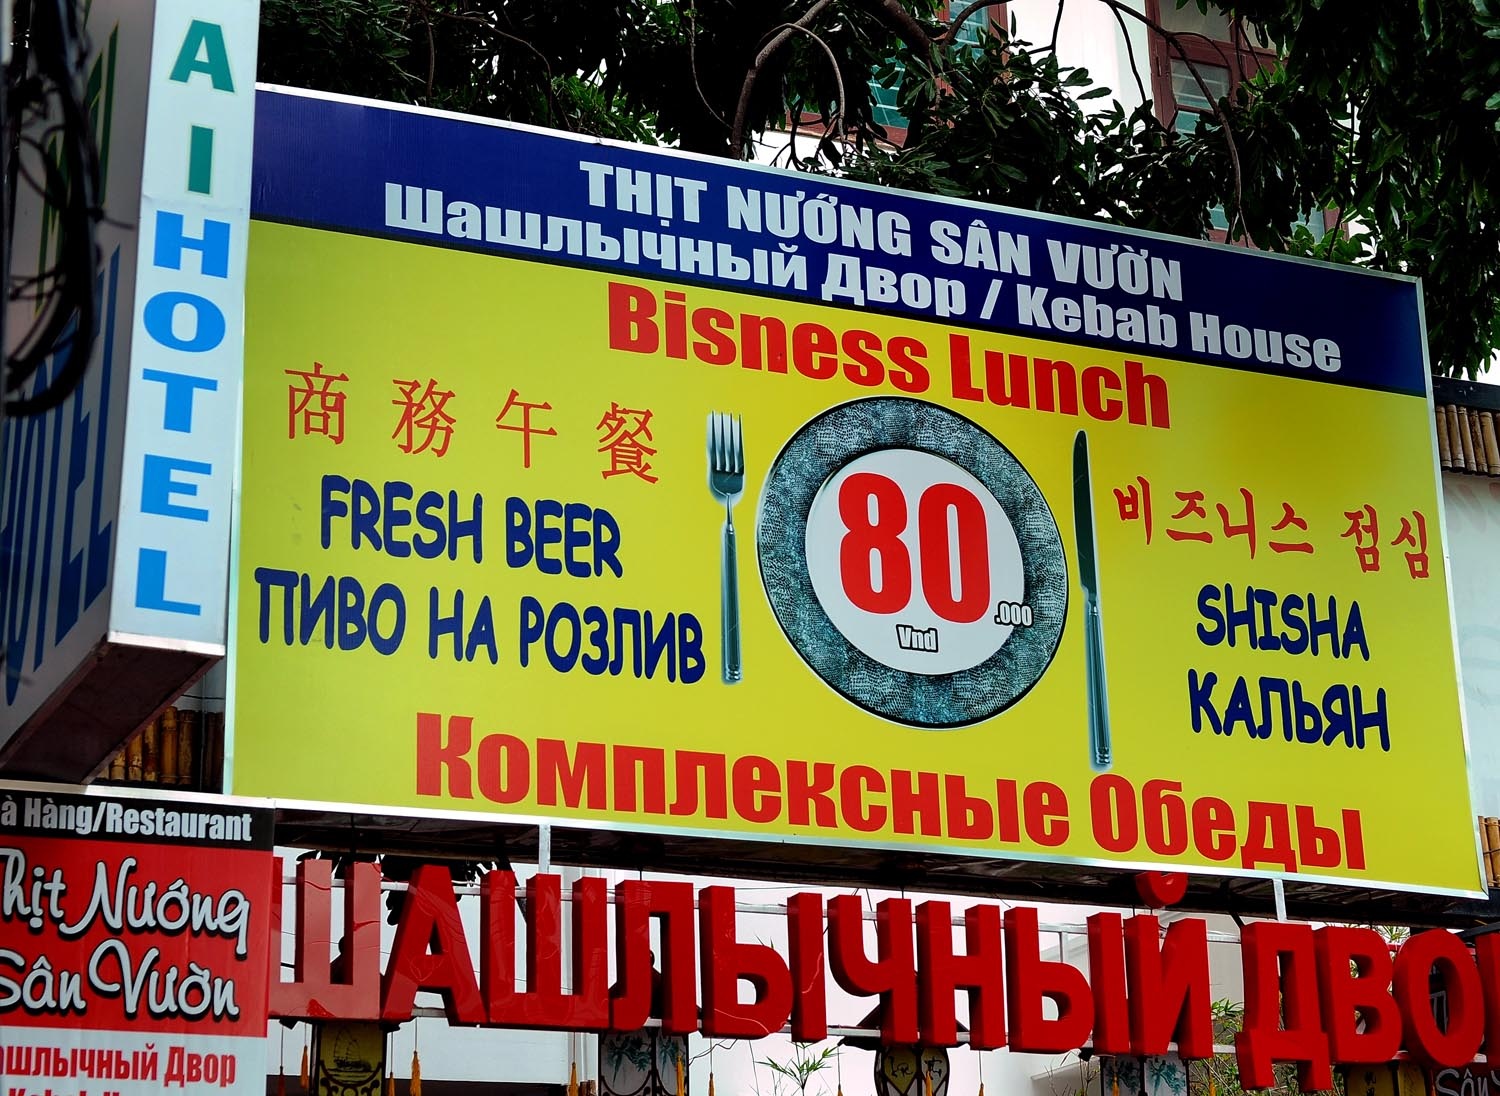 AI HOTEL
THỊT NƯỚNG SÂN VƯỜN
Шашлычный Двор / Kebab House
Bisness Lunch
商務午餐
FRESH BEER
ПИВО НА РОЗЛИВ
80.000
Vnd
비즈니스 점심
SHISHA
КАЛЬЯН
Комплексные Обеды
Hàng/Restaurant
Thịt Nướng
Sân Vườn
Двор
ШАШЛЫЧНЫЙ ДВО